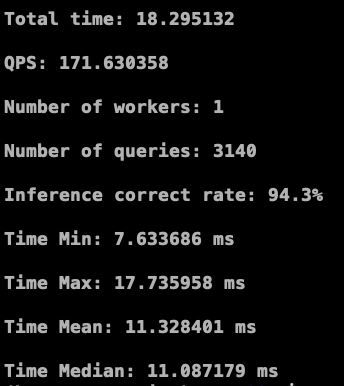 Total time: 18.295132
QPS: 171.630358
Number of workers: 1
Number of queries: 3140
Inference correct rate: 94.3%
Time Min: 7.633686 ms
Time Max: 17.735958 ms
Time Mean: 11.328401 ms
Time Median: 11.087179 ms